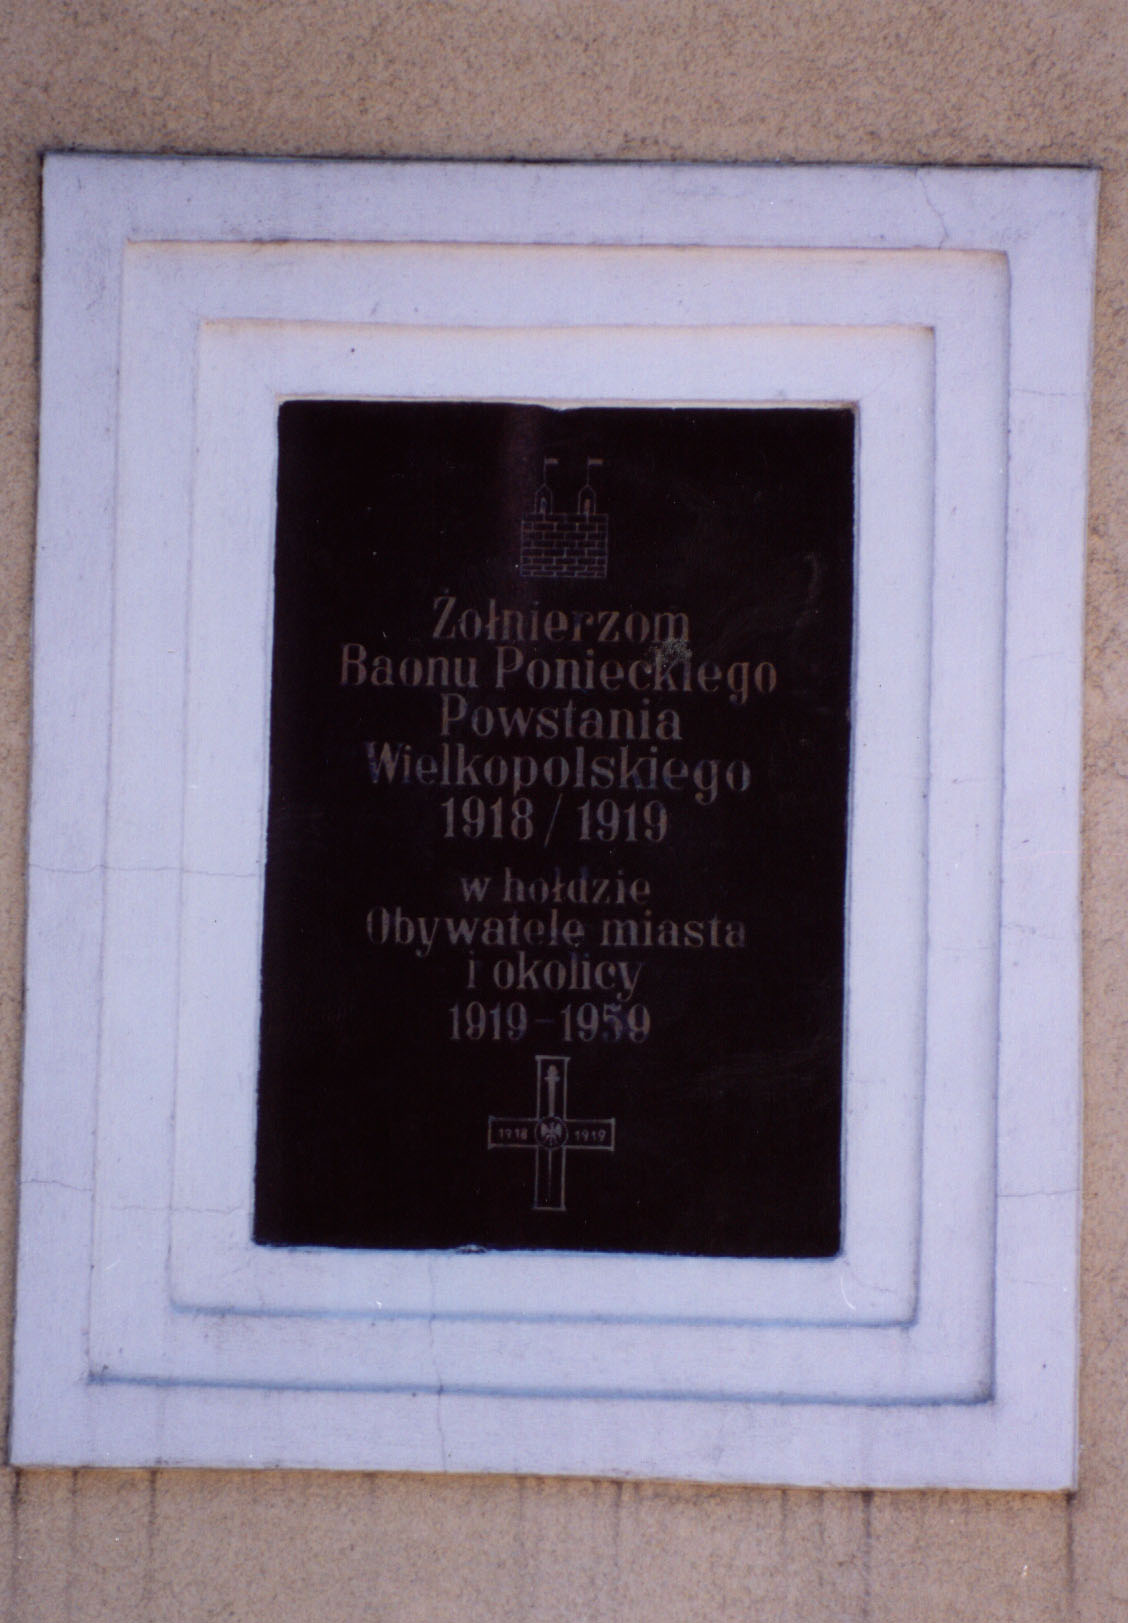 Żołnierzom
Baonu Ponieckiego
Powstania
Wielkopolskiego
1918 / 1919
w hołdzie
Obywatele miasta
i okolicy
1919 - 1959
1918 1919